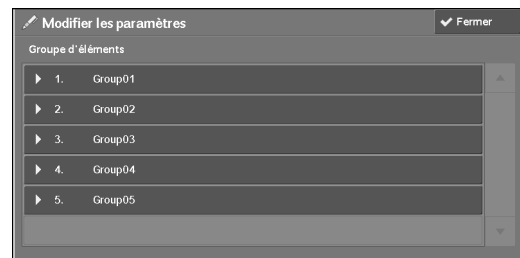 Modifier les paramètres
Fermer
Groupe d'éléments
1. Group01
2. Group02
3. Group03
4. Group04
5. Group05